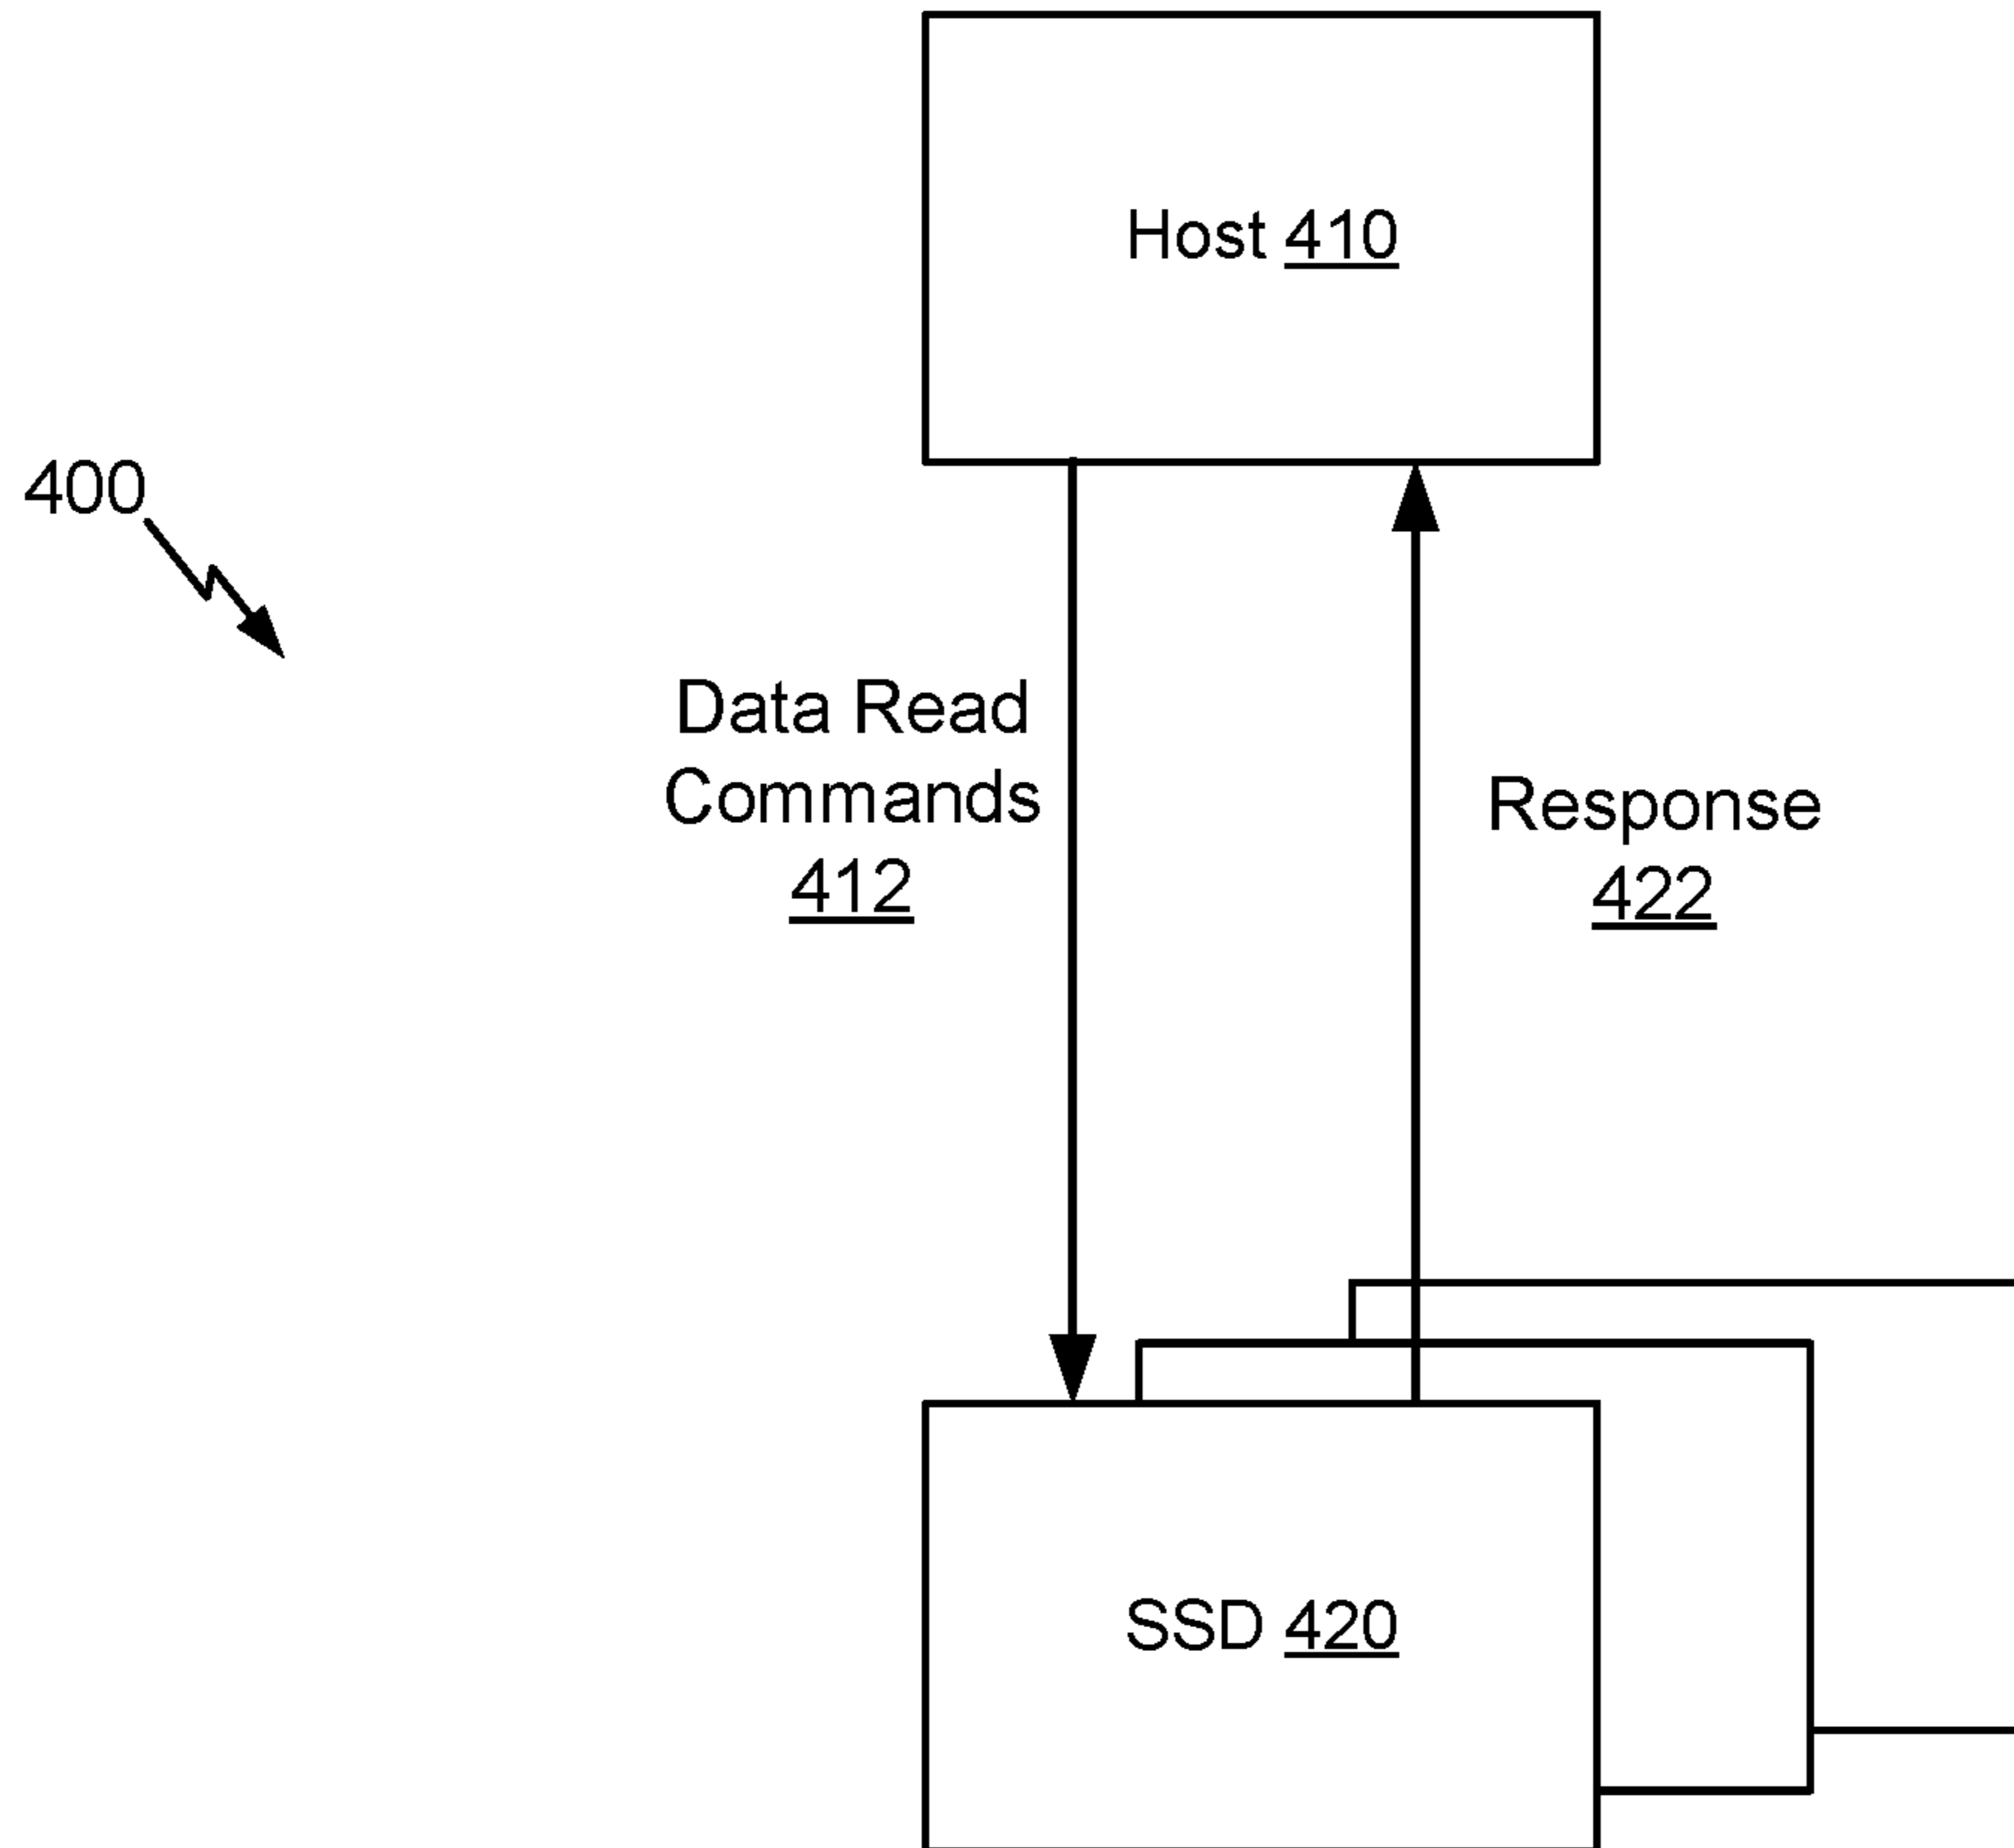 Host 410
400
Data Read
Commands
412
Response
422
SSD 420